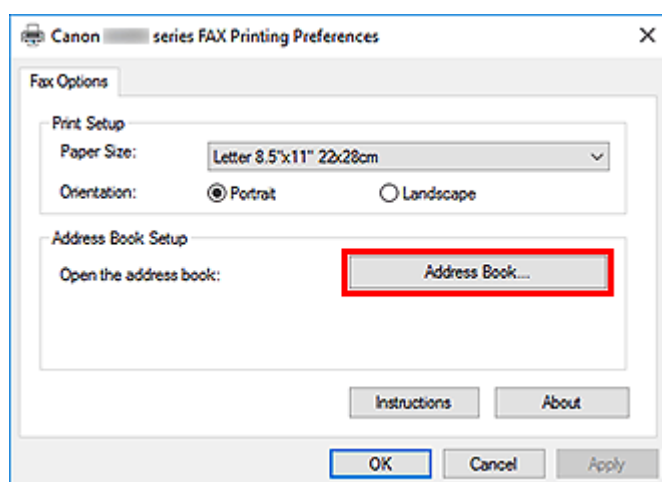 Canon series FAX Printing Preferences
Fax Options
Print Setup
Paper Size: Letter 8.5"x11" 22x28cm
Orientation: Portrait Landscape
Address Book Setup
Open the address book: Address Book...
Instructions About
OK Cancel Apply